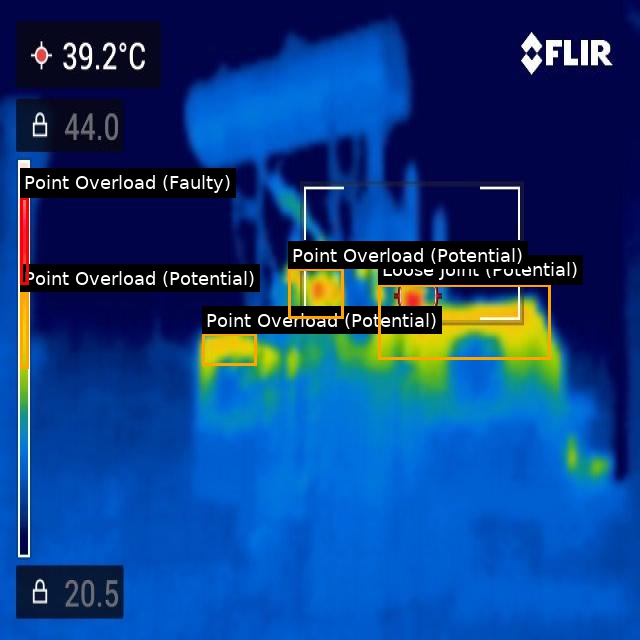 39.2°C
FLIR
44.0
Point Overload (Faulty)
Point Overload (Potential)
Loose Joint (Potential)
Point Overload (Potential)
Point Overload (Potential)
20.5